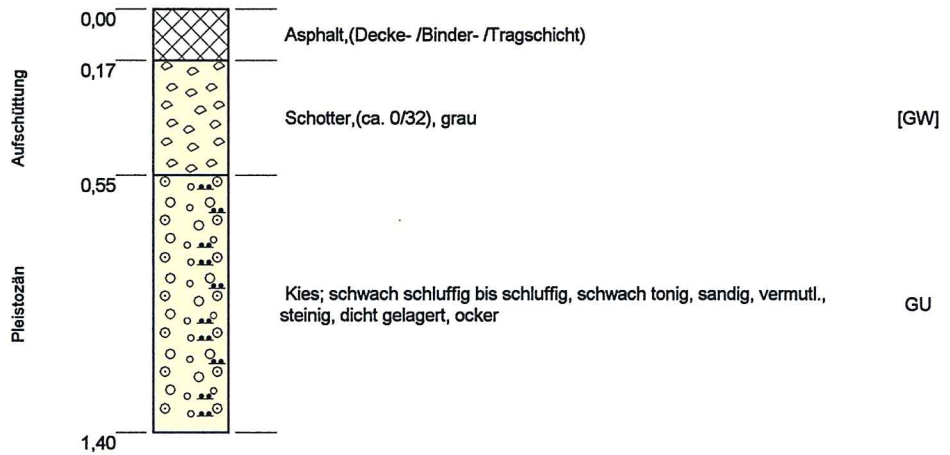 0,00
Asphalt,(Decke- /Binder- /Tragschicht)
0,17
Aufschüttung
Schotter,(ca. 0/32), grau
[GW]
0,55
Pleistozän
Kies; schwach schluffig bis schluffig, schwach tonig, sandig, vermutl.,
steinig, dicht gelagert, ocker
GU
1,40